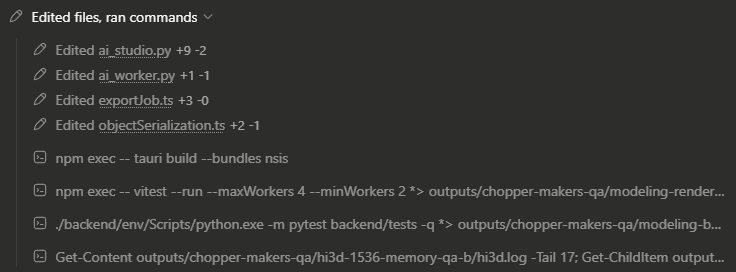 Edited files, ran commands
Edited ai_studio.py +9 -2
Edited ai_worker.py +1 -1
Edited exportJob.ts +3 -0
Edited objectSerialization.ts +2 -1
npm exec -- tauri build --bundles nsis
npm exec -- vitest --run --maxWorkers 4 --minWorkers 2 *> outputs/chopper-makers-qa/modeling-render...
./backend/env/Scripts/python.exe -m pytest backend/tests -q *> outputs/chopper-makers-qa/modeling-b...
Get-Content outputs/chopper-makers-qa/hi3d-1536-memory-qa-b/hi3d.log -Tail 17; Get-ChildItem output...